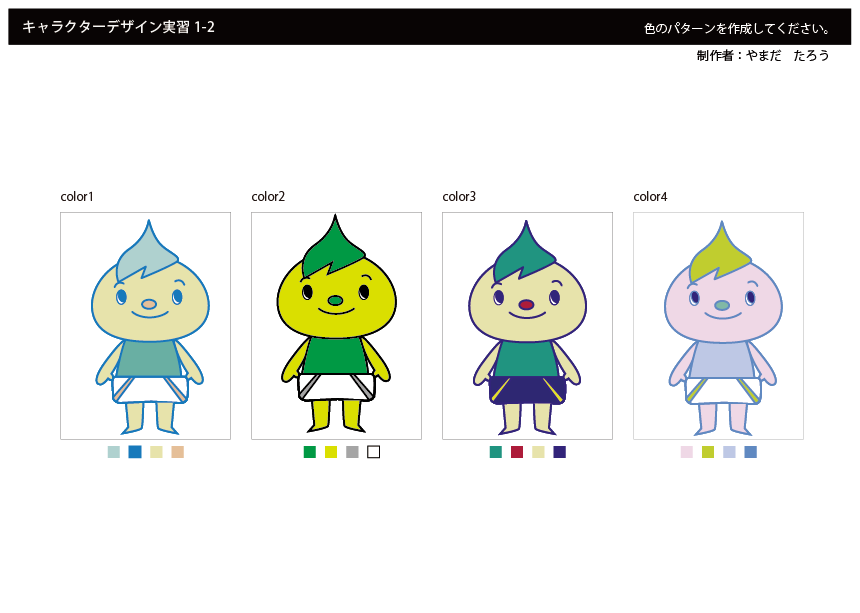 キャラクターデザイン実習 1-2
色のパターンを作成してください。
制作者：やまだ　たろう
color1
color2
color3
color4